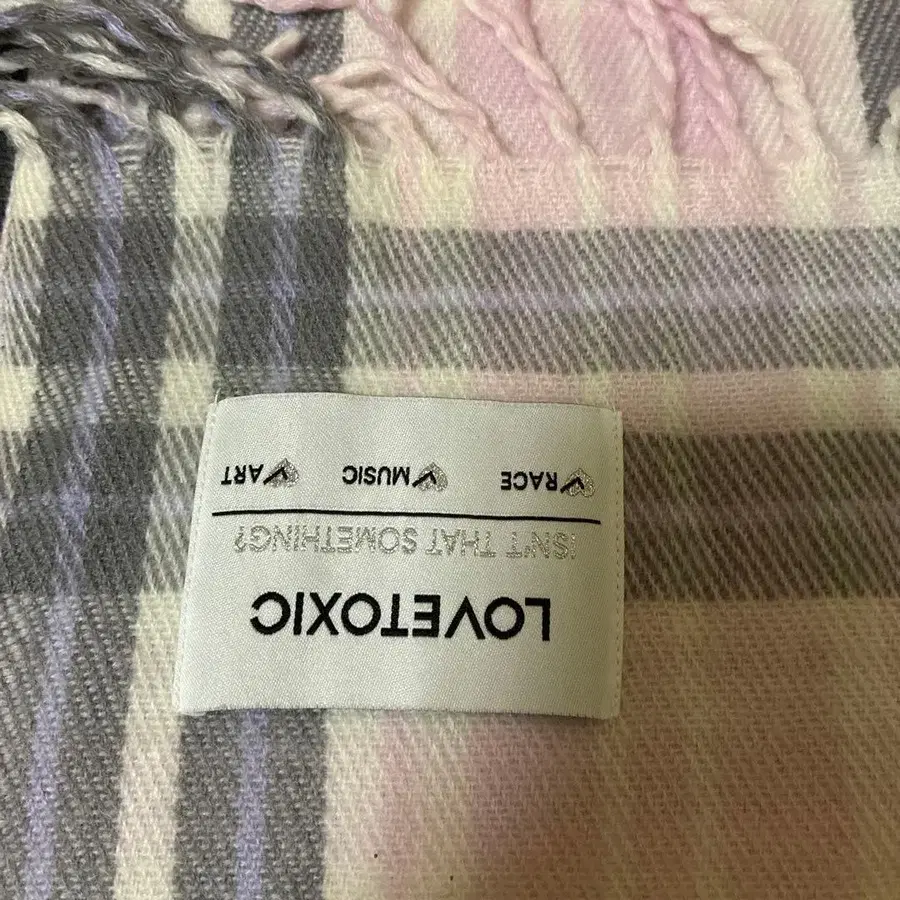 LOVETOXIC
ISN'T THAT SOMETHING?
RACE MUSIC ART